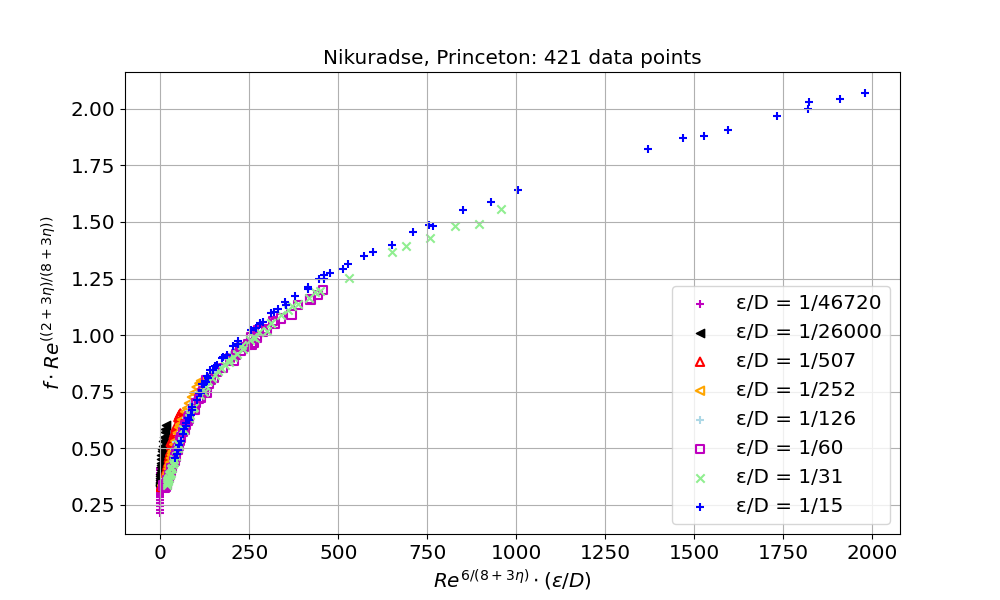 Nikuradse, Princeton: 421 data points
f · Re^((2 + 3η)/(8 + 3η))
2.00
1.75
1.50
1.25
1.00
0.75
0.50
0.25
ε/D = 1/46720
ε/D = 1/26000
ε/D = 1/507
ε/D = 1/252
ε/D = 1/126
ε/D = 1/60
ε/D = 1/31
ε/D = 1/15
0 250 500 750 1000 1250 1500 1750 2000
Re^6/(8 + 3η) · (ε/D)